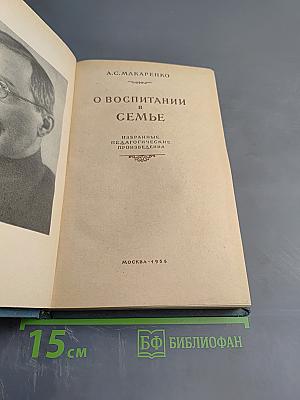 А.С.МАКАРЕНКО
О ВОСПИТАНИИ
В
СЕМЬЕ
ИЗБРАННЫЕ
ПЕДАГОГИЧЕСКИЕ
ПРОИЗВЕДЕНИЯ
МОСКВА-1955
15 см
БФ БИБЛИОФАН